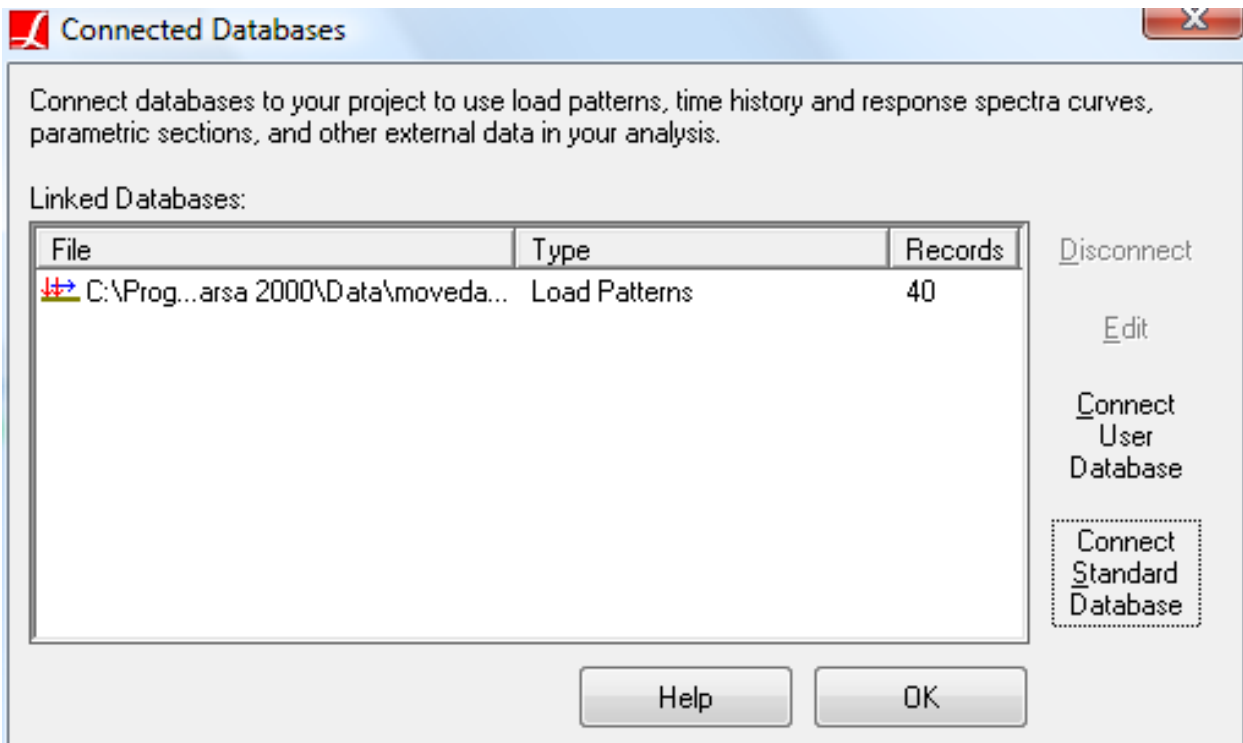 Connected Databases
X
Connect databases to your project to use load patterns, time history and response spectra curves,
parametric sections, and other external data in your analysis.
Linked Databases:
File Type Records
C:\Prog...arsa 2000\Data\moveda... Load Patterns 40
Disconnect
Edit
Connect
User
Database
Connect
Standard
Database
Help OK